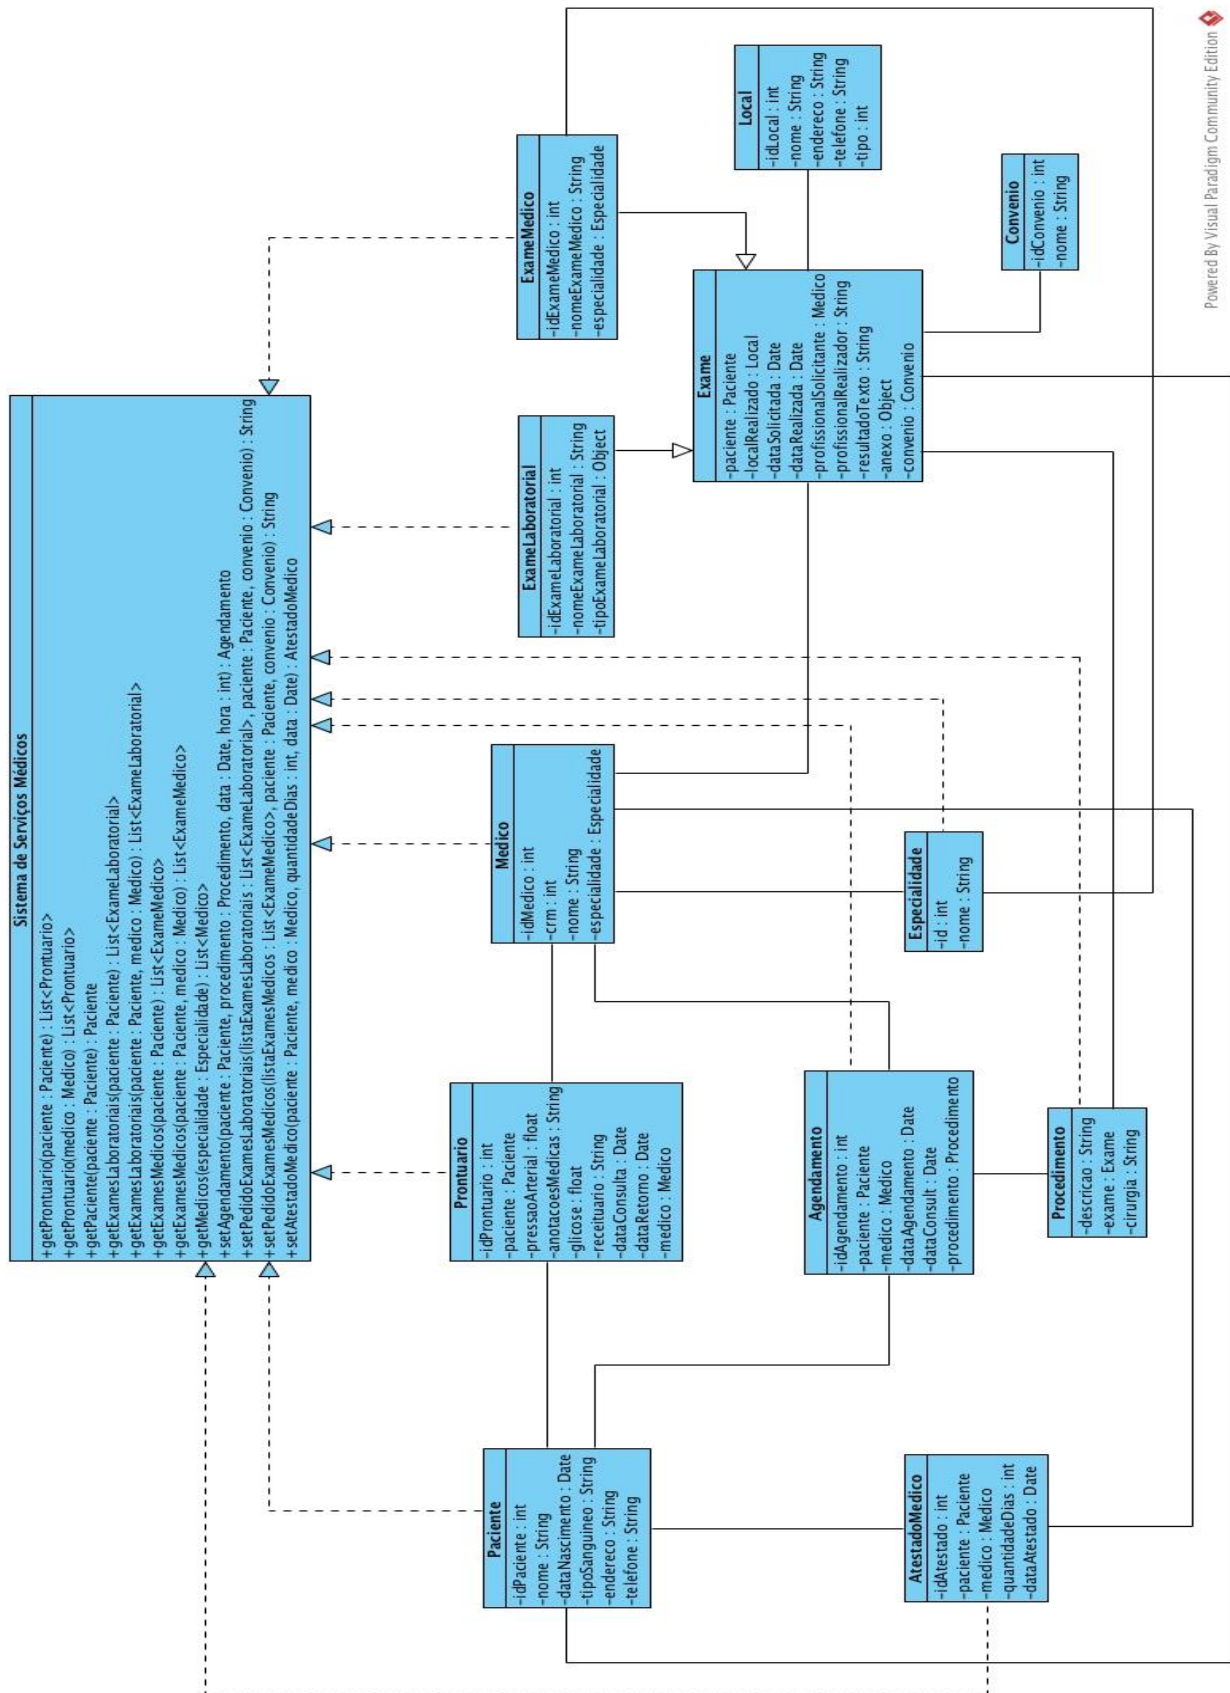 Sistema de Serviços Médicos
+getProntuario(paciente : Paciente) : List<Prontuario>
+getProntuario(medico : Medico) : List<Prontuario>
+getPaciente(paciente : Paciente) : Paciente
+getExamesLaboratoriais(paciente : Paciente) : List<ExameLaboratorial>
+getExamesLaboratoriais(paciente : Paciente, medico : Medico) : List<ExameLaboratorial>
+getExamesMedicos(paciente : Paciente) : List<ExameMedico>
+getExamesMedicos(paciente : Paciente, medico : Medico) : List<ExameMedico>
+getMedicos(especialidade : Especialidade) : List<Medico>
+setAgendamento(paciente : Paciente, procedimento : Procedimento, data : Date, hora : int) : Agendamento
+setPedidoExamesLaboratoriais(listaExamesLaboratoriais : List<ExameLaboratorial>, paciente : Paciente, convenio : Convenio) : String
+setPedidoExamesMedicos(listaExamesMedicos : List<ExameMedico>, paciente : Paciente, convenio : Convenio) : String
+setAtestadoMedico(paciente : Paciente, medico : Medico, quantidadeDias : int, data : Date) : AtestadoMedico
Paciente
-idPaciente : int
-nome : String
-dataNascimento : Date
-tipoSanguineo : String
-endereco : String
-telefone : String
Prontuario
-idProntuario : int
-paciente : Paciente
-pressaoArterial : float
-anotacoesMedicas : String
-glicose : float
-receituario : String
-dataConsulta : Date
-dataRetorno : Date
-medico : Medico
Medico
-idMedico : int
-crm : int
-nome : String
-especialidade : Especialidade
ExameLaboratorial
-idExameLaboratorial : int
-nomeExameLaboratorial : String
-tipoExameLaboratorial : Object
ExameMedico
-idExameMedico : int
-nomeExameMedico : String
-especialidade : Especialidade
Exame
-paciente : Paciente
-localRealizado : Local
-dataSolicitada : Date
-dataRealizada : Date
-profissionalSolicitante : Medico
-profissionalRealizador : String
-resultadoTexto : String
-anexo : Object
-convenio : Convenio
Local
-idLocal : int
-nome : String
-endereco : String
-telefone : String
-tipo : int
Agendamento
-idAgendamento : int
-paciente : Paciente
-medico : Medico
-dataAgendamento : Date
-dataConsult : Date
-procedimento : Procedimento
Especialidade
-id : int
-nome : String
AtestadoMedico
-idAtestado : int
-paciente : Paciente
-medico : Medico
-quantidadeDias : int
-dataAtestado : Date
Procedimento
-descricao : String
-exame : Exame
-cirurgia : String
Convenio
-idConvenio : int
-nome : String
Powered By Visual Paradigm Community Edition